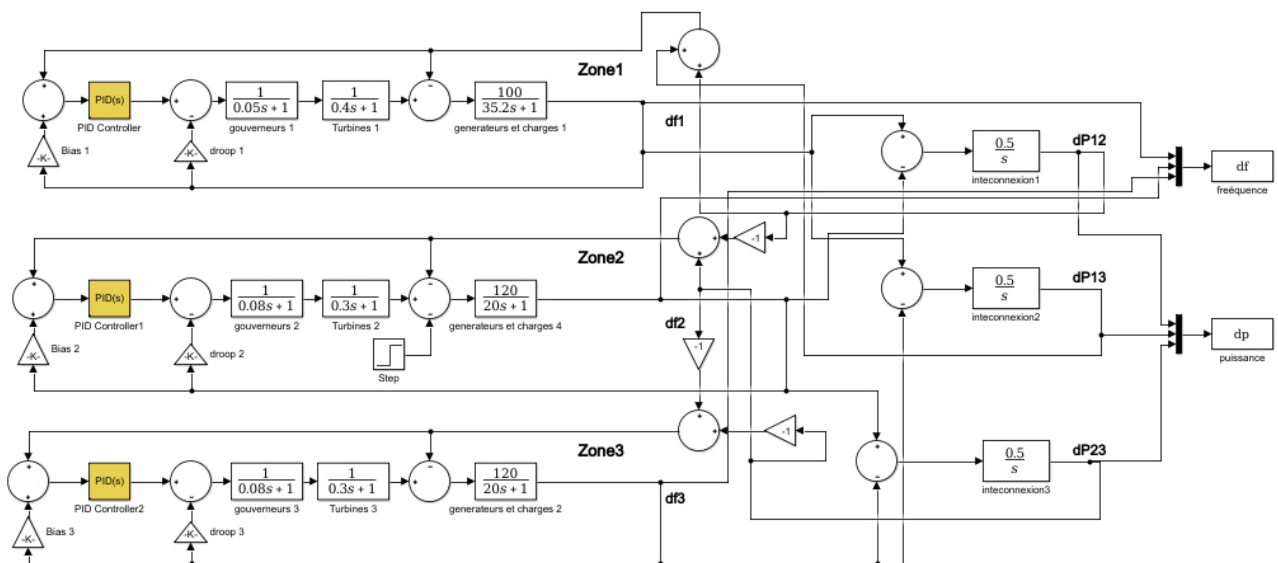 Zone1
PID(s)
PID Controller
Bias 1
-K-
droop 1
-K-
1
0.05s + 1
gouverneurs 1
1
0.4s + 1
Turbines 1
100
35.2s + 1
generateurs et charges 1
df1
0.5
s
inteconnexion1
dP12
df
freéquence
-1
Zone2
PID(s)
PID Controller1
Bias 2
-K-
droop 2
-K-
1
0.08s + 1
gouverneurs 2
1
0.3s + 1
Turbines 2
Step
120
20s + 1
generateurs et charges 4
df2
-1
0.5
s
inteconnexion2
dP13
dp
puissance
-1
Zone3
PID(s)
PID Controller2
Bias 3
-K-
droop 3
-K-
1
0.08s + 1
gouverneurs 3
1
0.3s + 1
Turbines 3
120
20s + 1
generateurs et charges 2
df3
0.5
s
inteconnexion3
dP23